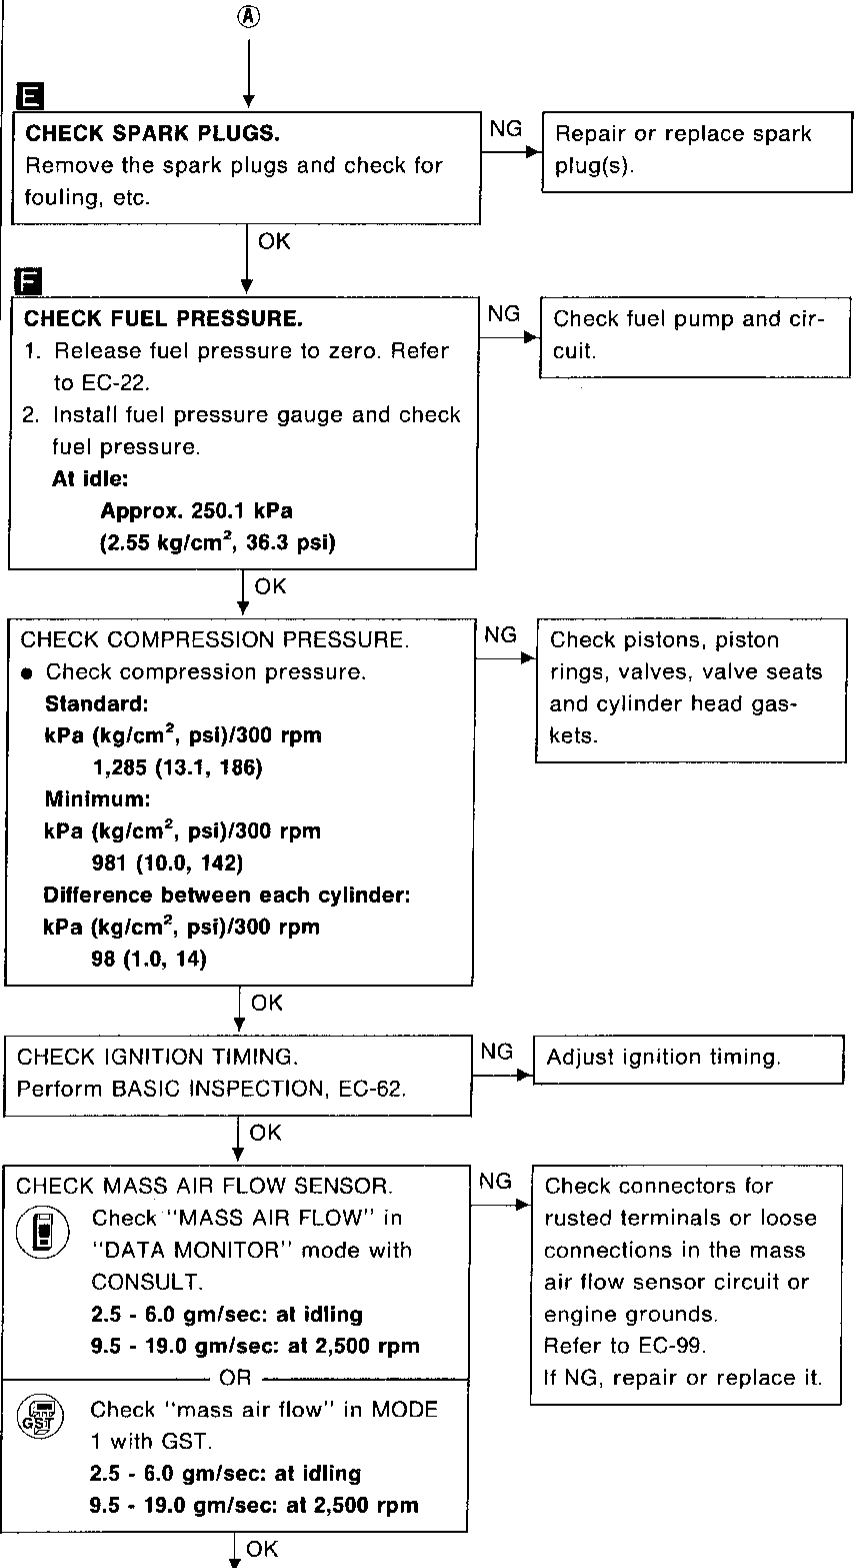 A
E
CHECK SPARK PLUGS.
Remove the spark plugs and check for
fouling, etc.
NG
Repair or replace spark
plug(s).
OK
F
CHECK FUEL PRESSURE.
1. Release fuel pressure to zero. Refer
to EC-22.
2. Install fuel pressure gauge and check
fuel pressure.
At idle:
Approx. 250.1 kPa
(2.55 kg/cm², 36.3 psi)
NG
Check fuel pump and cir-
cuit.
OK
CHECK COMPRESSION PRESSURE.
● Check compression pressure.
Standard:
kPa (kg/cm², psi)/300 rpm
1,285 (13.1, 186)
Minimum:
kPa (kg/cm², psi)/300 rpm
981 (10.0, 142)
Difference between each cylinder:
kPa (kg/cm², psi)/300 rpm
98 (1.0, 14)
NG
Check pistons, piston
rings, valves, valve seats
and cylinder head gas-
kets.
OK
CHECK IGNITION TIMING.
Perform BASIC INSPECTION, EC-62.
NG
Adjust ignition timing.
OK
CHECK MASS AIR FLOW SENSOR.
Check "MASS AIR FLOW" in
"DATA MONITOR" mode with
CONSULT.
2.5 - 6.0 gm/sec: at idling
9.5 - 19.0 gm/sec: at 2,500 rpm
OR
GST
Check "mass air flow" in MODE
1 with GST.
2.5 - 6.0 gm/sec: at idling
9.5 - 19.0 gm/sec: at 2,500 rpm
NG
Check connectors for
rusted terminals or loose
connections in the mass
air flow sensor circuit or
engine grounds.
Refer to EC-99.
If NG, repair or replace it.
OK